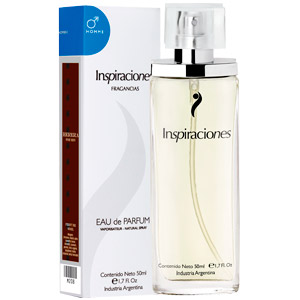 HOMME
Inspiraciones
FRAGANCIAS
EAU de PARFUM
VAPORISATEUR - NATURAL SPRAY
Contenido Neto 50ml
1.7 fl. Oz
Industria Argentina
Inspiraciones
Contenido Neto 50ml e1.7 Fl. Oz
Industria Argentina